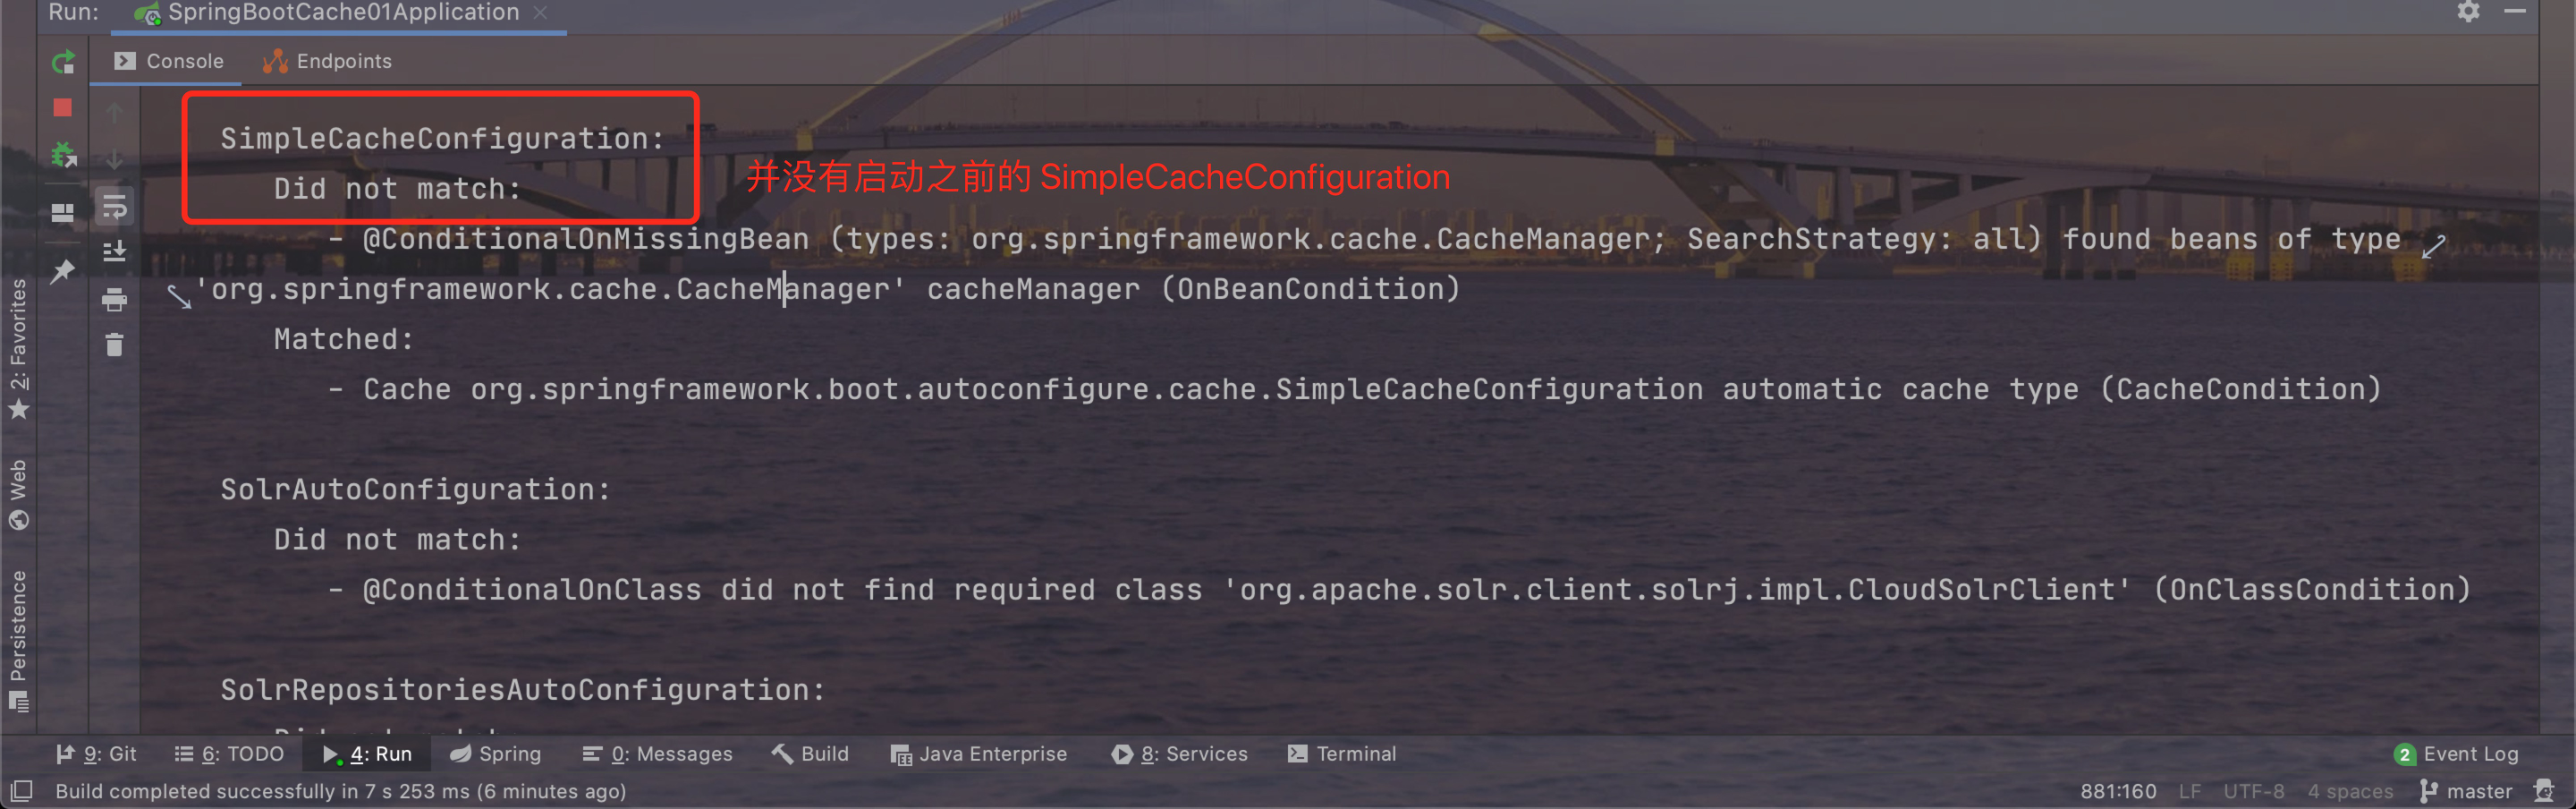 Run: SpringBootCache01Application
Console Endpoints
SimpleCacheConfiguration:
Did not match:
并没有启动之前的 SimpleCacheConfiguration
- @ConditionalOnMissingBean (types: org.springframework.cache.CacheManager; SearchStrategy: all) found beans of type
'org.springframework.cache.CacheManager' cacheManager (OnBeanCondition)
Matched:
- Cache org.springframework.boot.autoconfigure.cache.SimpleCacheConfiguration automatic cache type (CacheCondition)
SolrAutoConfiguration:
Did not match:
- @ConditionalOnClass did not find required class 'org.apache.solr.client.solrj.impl.CloudSolrClient' (OnClassCondition)
SolrRepositoriesAutoConfiguration:
2: Favorites
Web
Persistence
9: Git 6: TODO 4: Run Spring 0: Messages Build Java Enterprise 8: Services Terminal 2 Event Log
Build completed successfully in 7 s 253 ms (6 minutes ago) 881:160 LF UTF-8 4 spaces master